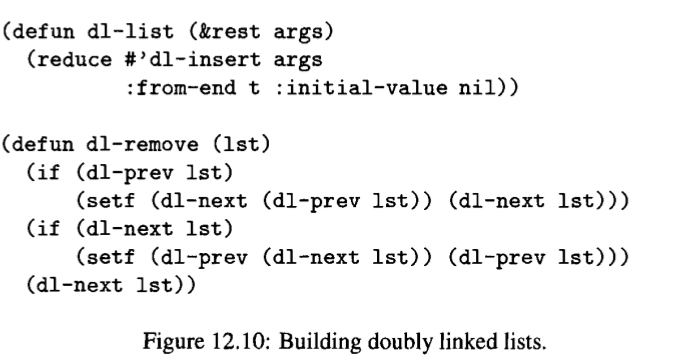 (defun dl-list (&rest args)
  (reduce #'dl-insert args
          :from-end t :initial-value nil))

(defun dl-remove (lst)
  (if (dl-prev lst)
      (setf (dl-next (dl-prev lst)) (dl-next lst)))
  (if (dl-next lst)
      (setf (dl-prev (dl-next lst)) (dl-prev lst)))
  (dl-next lst))

Figure 12.10: Building doubly linked lists.